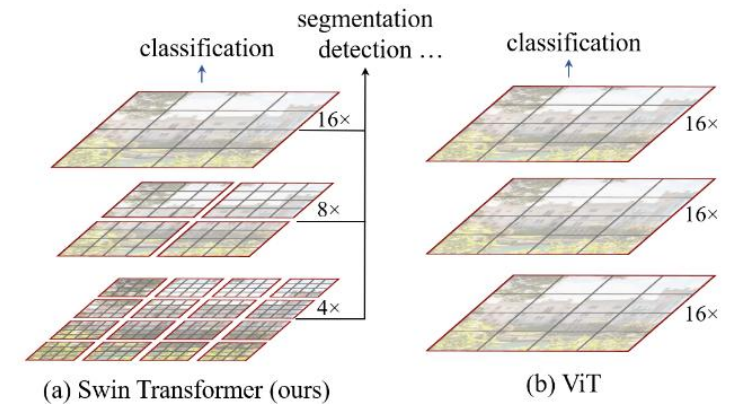 segmentation
classification
detection ...
classification
16×
8×
4×
16×
16×
16×
(a) Swin Transformer (ours)
(b) ViT